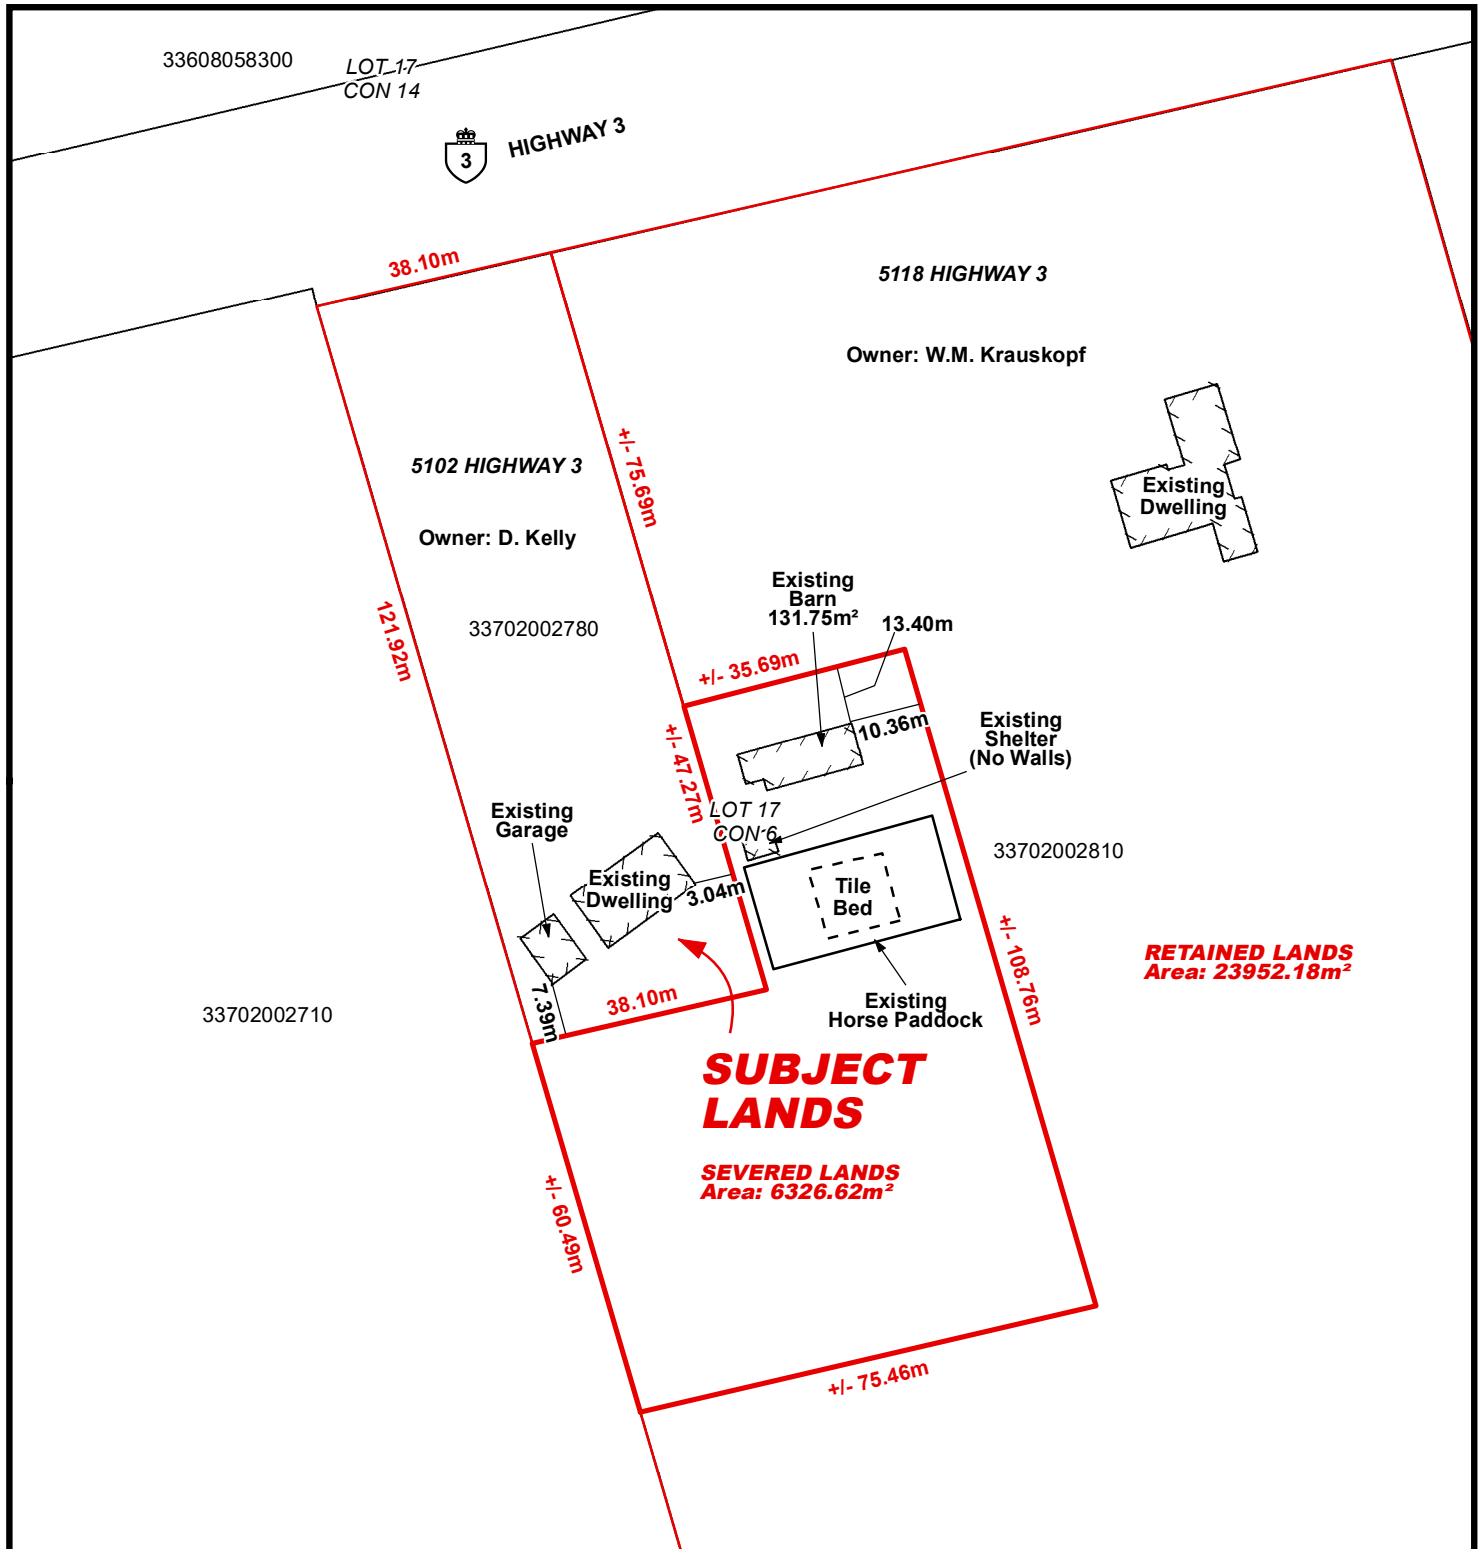 33608058300
LOT 17
CON 14
3
HIGHWAY 3
38.10m
5118 HIGHWAY 3
Owner: W.M. Krauskopf
+/- 75.69m
5102 HIGHWAY 3
Owner: D. Kelly
Existing
Dwelling
121.92m
33702002780
Existing
Barn
131.75m²
13.40m
+/- 35.69m
10.36m
Existing
Shelter
(No Walls)
+/- 47.27m
LOT 17
CON 6
Existing
Garage
33702002810
Existing
Dwelling
3.04m
Tile
Bed
+/- 108.76m
RETAINED LANDS
Area: 23952.18m²
33702002710
7.39m
38.10m
Existing
Horse Paddock
SUBJECT
LANDS
SEVERED LANDS
Area: 6326.62m²
+/- 60.49m
+/- 75.46m